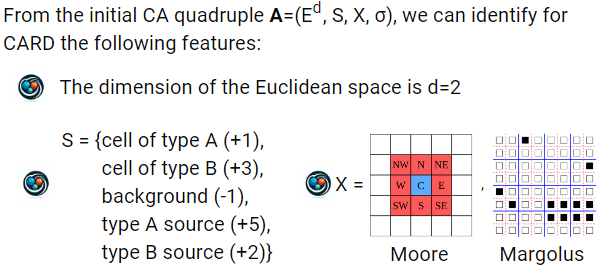 From the initial CA quadruple A=(Eᵈ, S, X, σ), we can identify for
CARD the following features:
The dimension of the Euclidean space is d=2
S = {cell of type A (+1),
cell of type B (+3),
background (-1),
type A source (+5),
type B source (+2)}
X =
NW N NE
W C E
SW S SE
,
Moore
Margolus